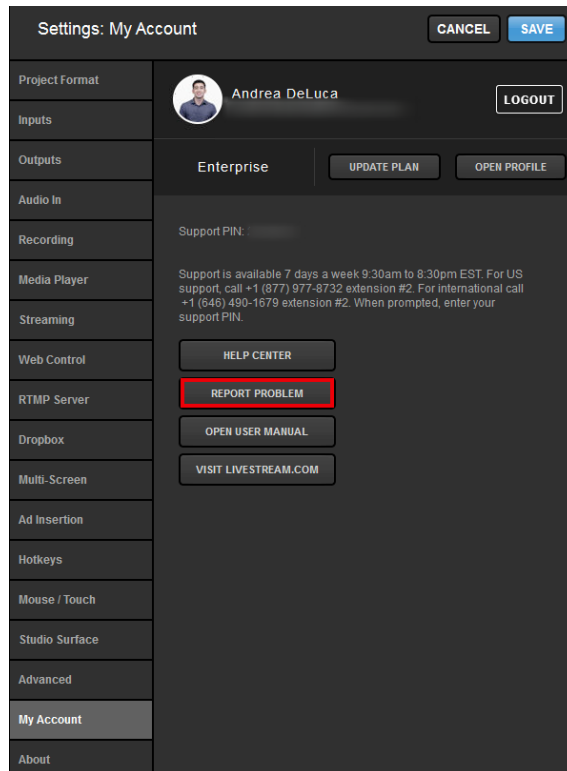 Settings: My Account
CANCEL
SAVE
Project Format
Inputs
Outputs
Audio In
Recording
Media Player
Streaming
Web Control
RTMP Server
Dropbox
Multi-Screen
Ad Insertion
Hotkeys
Mouse / Touch
Studio Surface
Advanced
My Account
About
Andrea DeLuca
LOGOUT
Enterprise
UPDATE PLAN
OPEN PROFILE
Support PIN:
Support is available 7 days a week 9:30am to 8:30pm EST. For US
support, call +1 (877) 977-8732 extension #2. For international call
+1 (646) 490-1679 extension #2. When prompted, enter your
support PIN.
HELP CENTER
REPORT PROBLEM
OPEN USER MANUAL
VISIT LIVESTREAM.COM